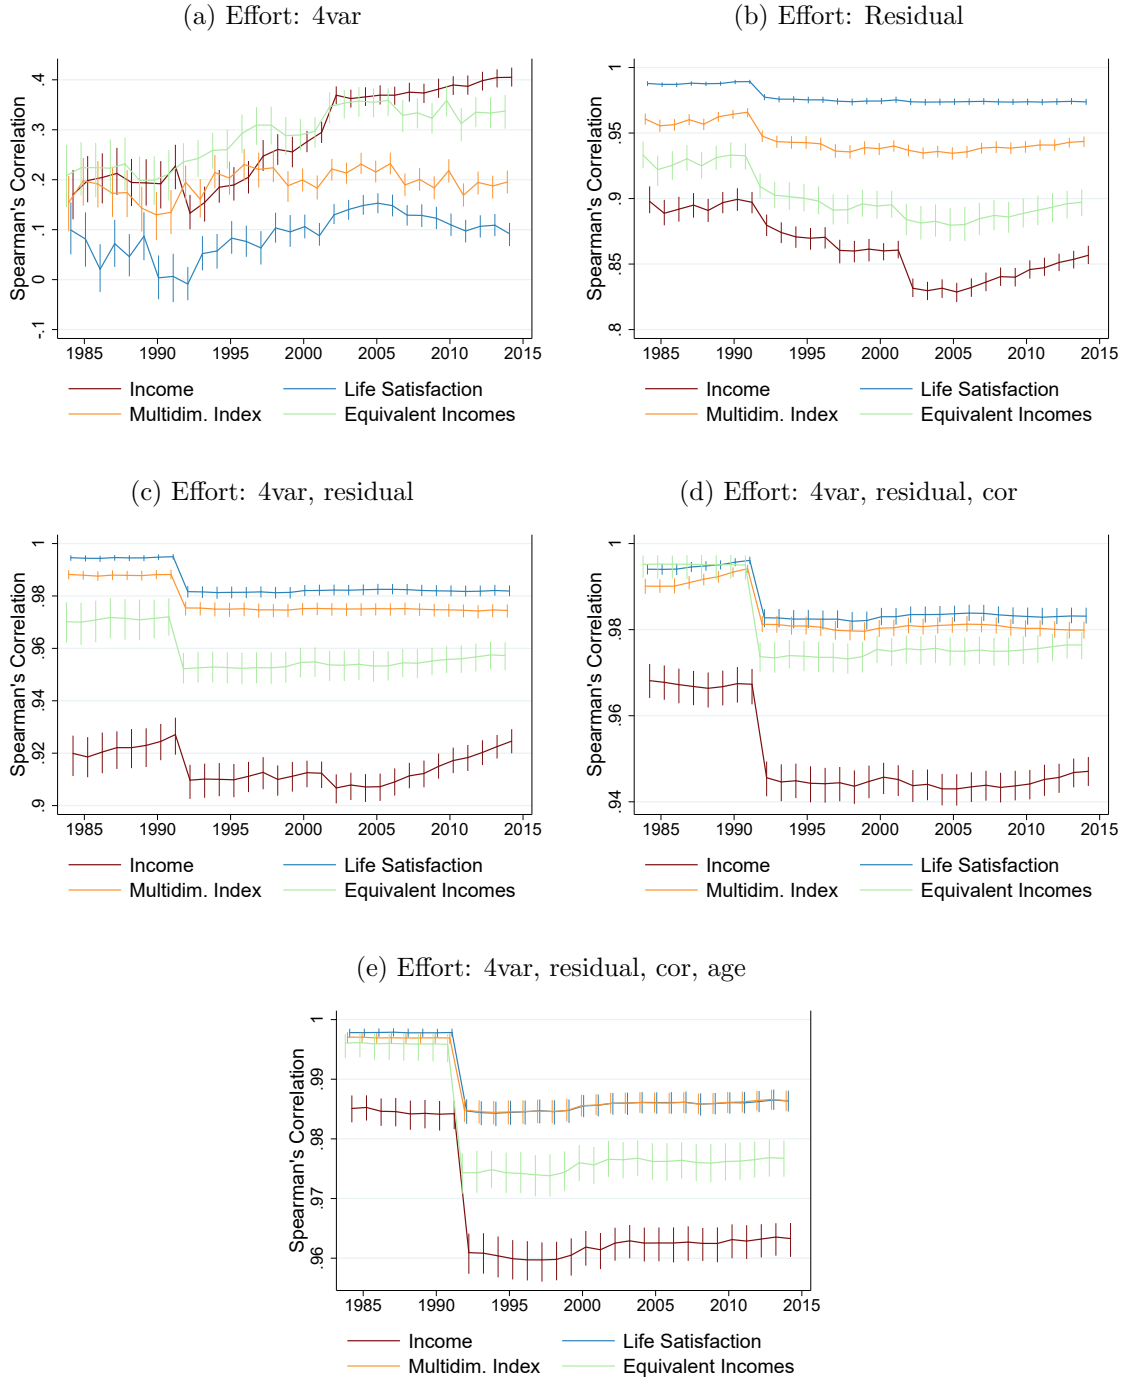 (a) Effort: 4var
Spearman's Correlation
.4
.3
.2
.1
0
-.1
1985 1990 1995 2000 2005 2010 2015
Income Life Satisfaction
Multidim. Index Equivalent Incomes
(b) Effort: Residual
Spearman's Correlation
1
.95
.9
.85
.8
1985 1990 1995 2000 2005 2010 2015
Income Life Satisfaction
Multidim. Index Equivalent Incomes
(c) Effort: 4var, residual
Spearman's Correlation
1
.98
.96
.94
.92
.9
1985 1990 1995 2000 2005 2010 2015
Income Life Satisfaction
Multidim. Index Equivalent Incomes
(d) Effort: 4var, residual, cor
Spearman's Correlation
1
.98
.96
.94
1985 1990 1995 2000 2005 2010 2015
Income Life Satisfaction
Multidim. Index Equivalent Incomes
(e) Effort: 4var, residual, cor, age
Spearman's Correlation
1
.99
.98
.97
.96
1985 1990 1995 2000 2005 2010 2015
Income Life Satisfaction
Multidim. Index Equivalent Incomes